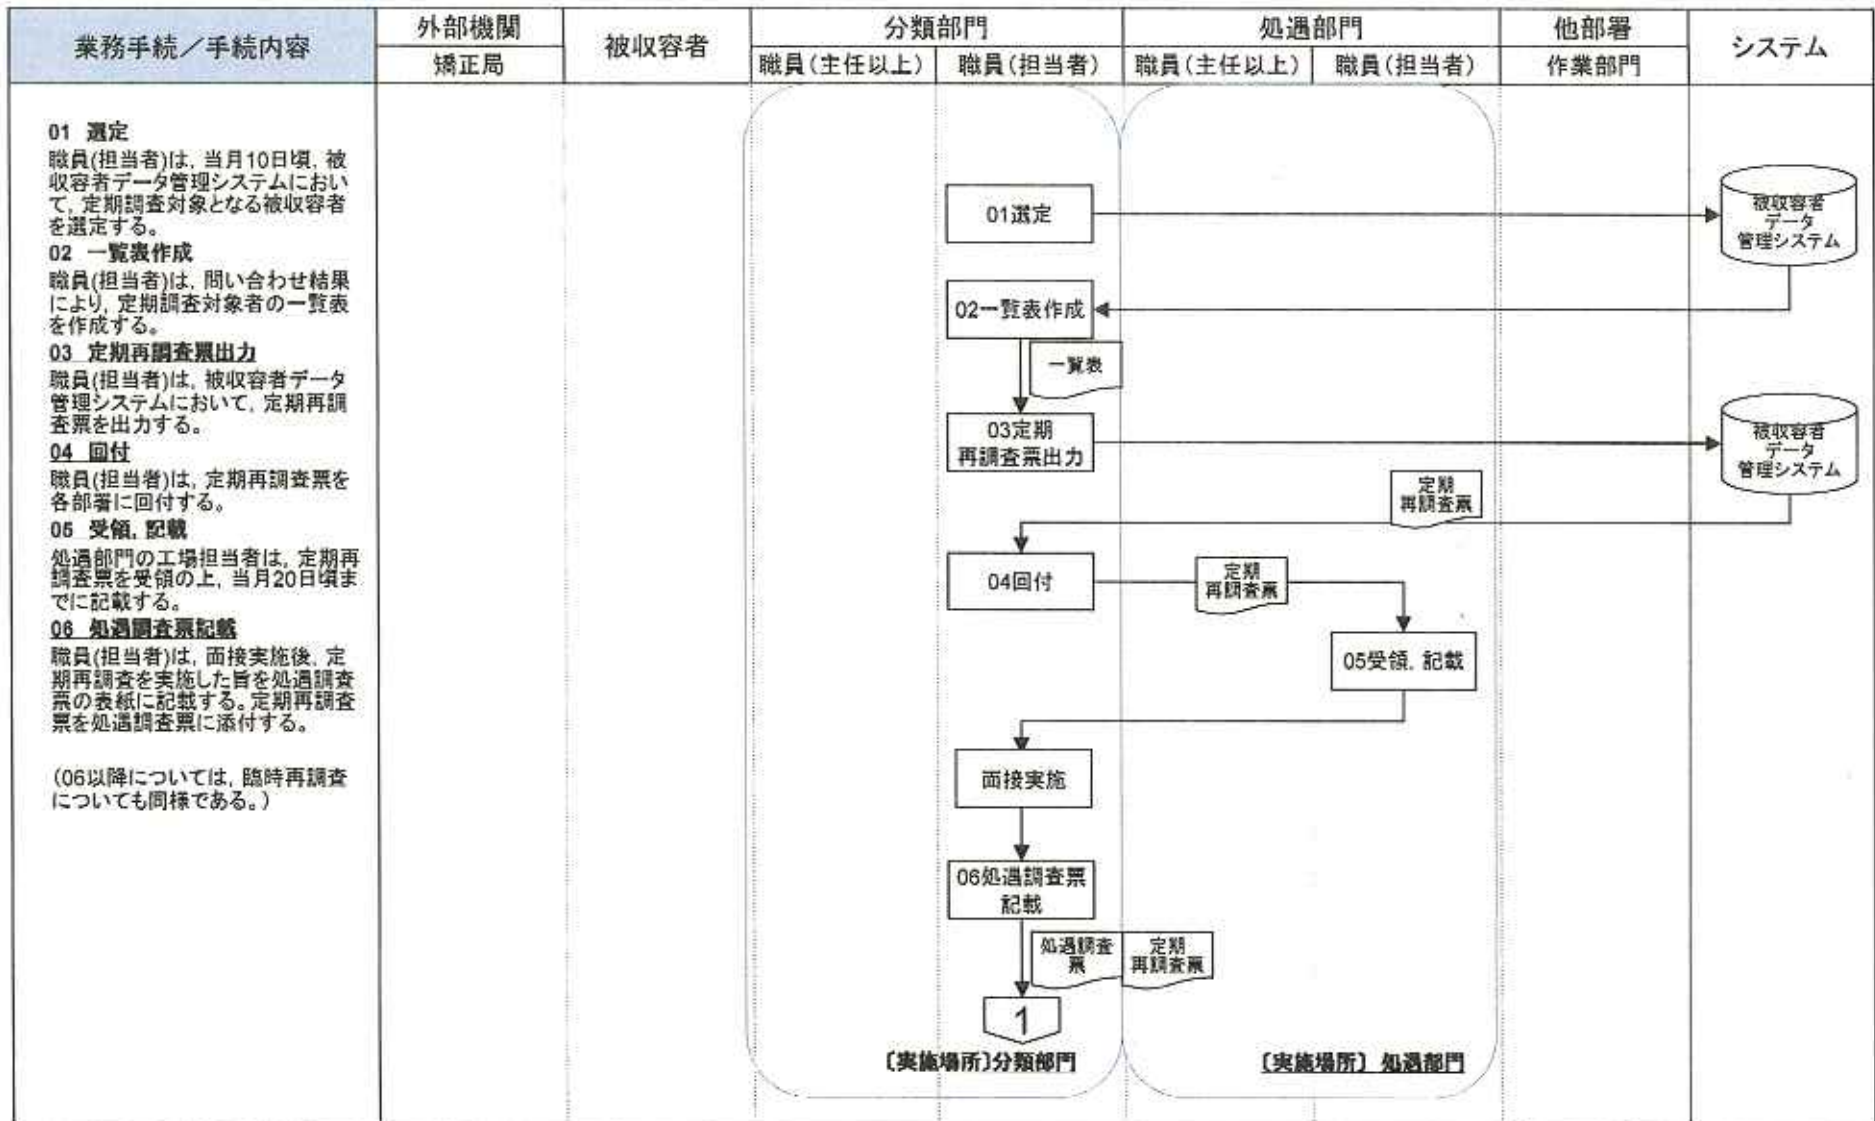 業務手続／手続内容
外部機関
矯正局
被収容者
分類部門
職員(主任以上)
職員(担当者)
処遇部門
職員(主任以上)
職員(担当者)
他部署
作業部門
システム
01 選定
職員(担当者)は，当月10日頃，被
収容者データ管理システムにおい
て，定期調査対象となる被収容者
を選定する。
02 一覧表作成
職員(担当者)は，問い合わせ結果
により，定期調査対象者の一覧表
を作成する。
03 定期再調査票出力
職員(担当者)は，被収容者データ
管理システムにおいて，定期再調
査票を出力する。
04 回付
職員(担当者)は，定期再調査票を
各部署に回付する。
05 受領，記載
処遇部門の工場担当者は，定期再
調査票を受領の上，当月20日頃ま
でに記載する。
06 処遇調査票記載
職員(担当者)は，面接実施後，定
期再調査を実施した旨を処遇調査
票の表紙に記載する。定期再調査
票を処遇調査票に添付する。
(06以降については，臨時再調査
についても同様である。)
01選定
被収容者
データ
管理システム
02一覧表作成
一覧表
03定期
再調査票出力
被収容者
データ
管理システム
定期
再調査票
04回付
定期
再調査票
05受領，記載
面接実施
06処遇調査票
記載
処遇調査
票
定期
再調査票
1
〔実施場所〕分類部門
〔実施場所〕 処遇部門